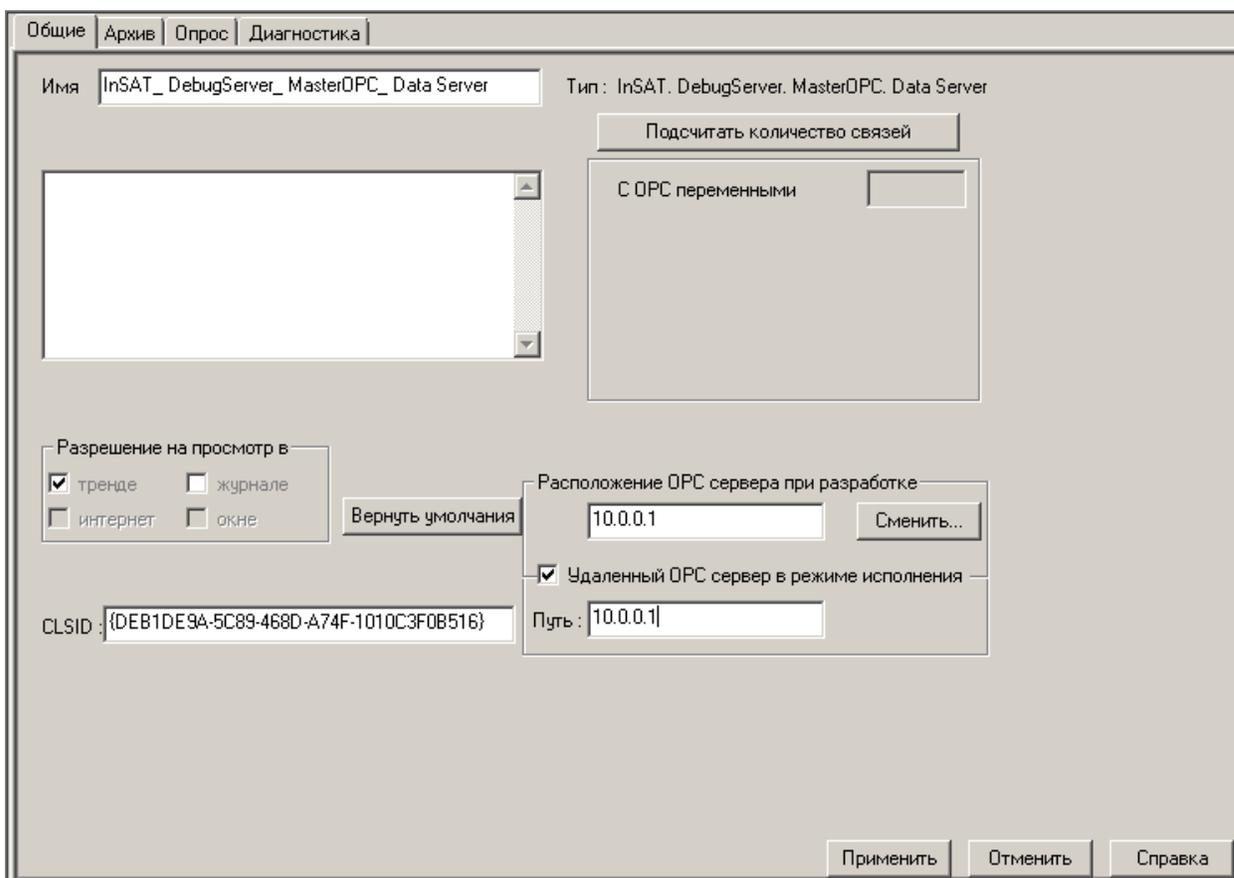 Общие Архив Опрос Диагностика
Имя InSAT_ DebugServer_ MasterOPC_ Data Server
Тип : InSAT. DebugServer. MasterOPC. Data Server
Подсчитать количество связей
С OPC переменными
Разрешение на просмотр в
тренде журнале
интернет окне
Вернуть умолчания
Расположение OPC сервера при разработке
10.0.0.1 Сменить...
Удаленный OPC сервер в режиме исполнения
CLSID : {DEB1DE9A-5C89-468D-A74F-1010C3F0B516}
Путь : 10.0.0.1
Применить Отменить Справка